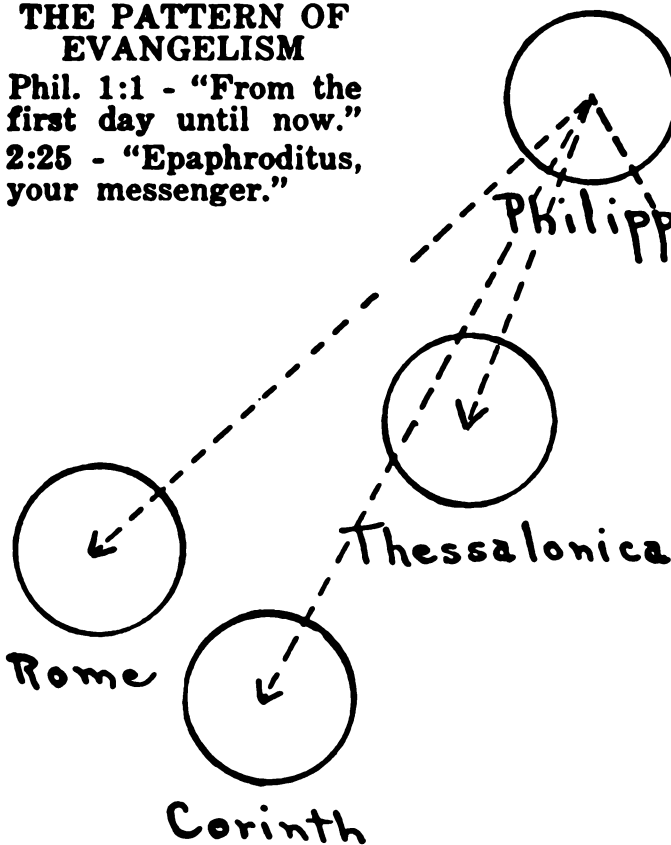 THE PATTERN OF
EVANGELISM
Phil. 1:1 - “From the
first day until now.”
2:25 - “Epaphroditus,
your messenger.”
Philipp
Thessalonica
Rome
Corinth